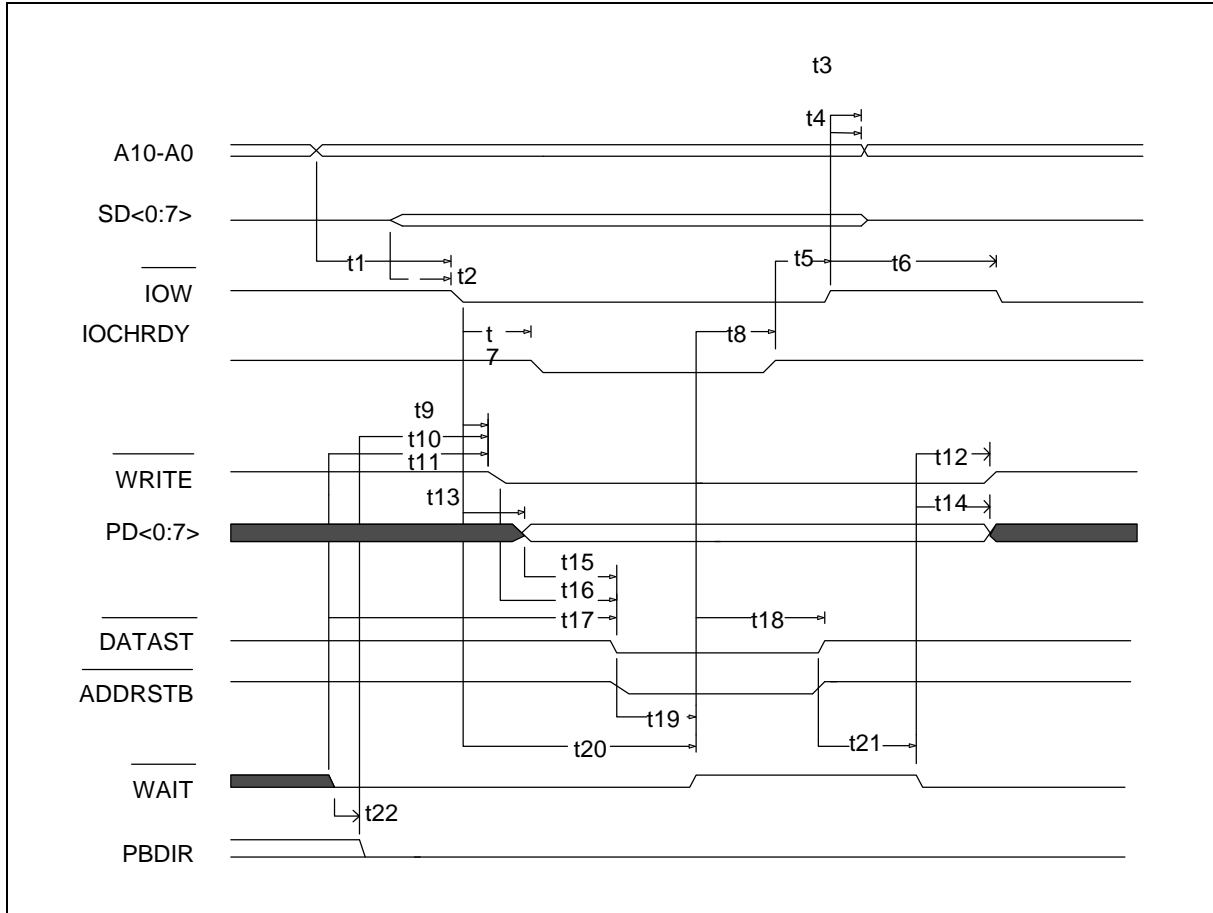 t3
t4
A10-A0
SD<0:7>
t1
t2
t5
t6
IOW
IOCHRDY
t
7
t8
t9
t10
t11
t12
WRITE
t13
t14
PD<0:7>
t15
t16
t17
t18
DATAST
ADDRSTB
t19
t20
t21
WAIT
t22
PBDIR